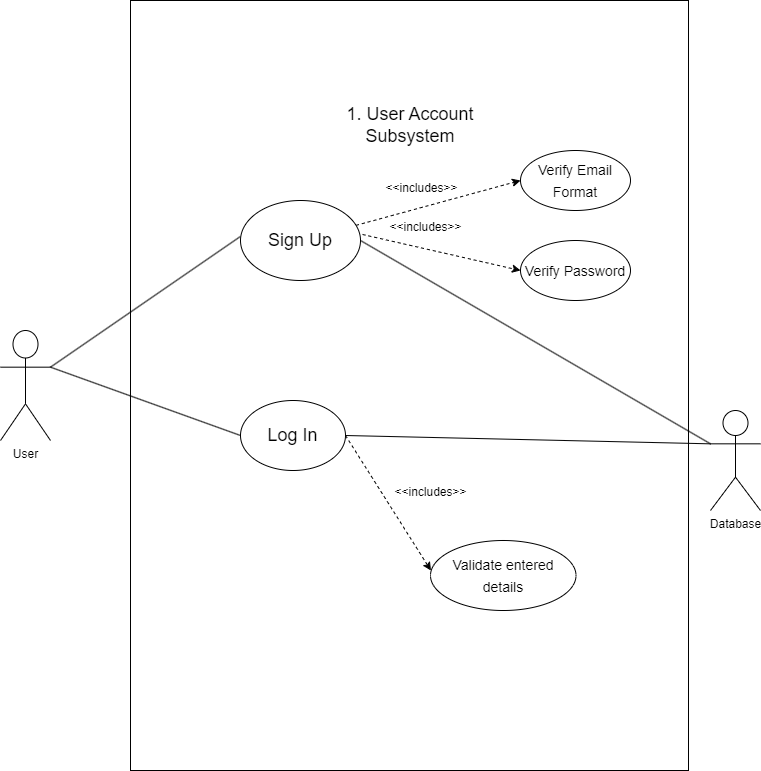 1. User Account
Subsystem
<<includes>>
Verify Email
Format
<<includes>>
Sign Up
Verify Password
Log In
User
<<includes>>
Database
Validate entered
details